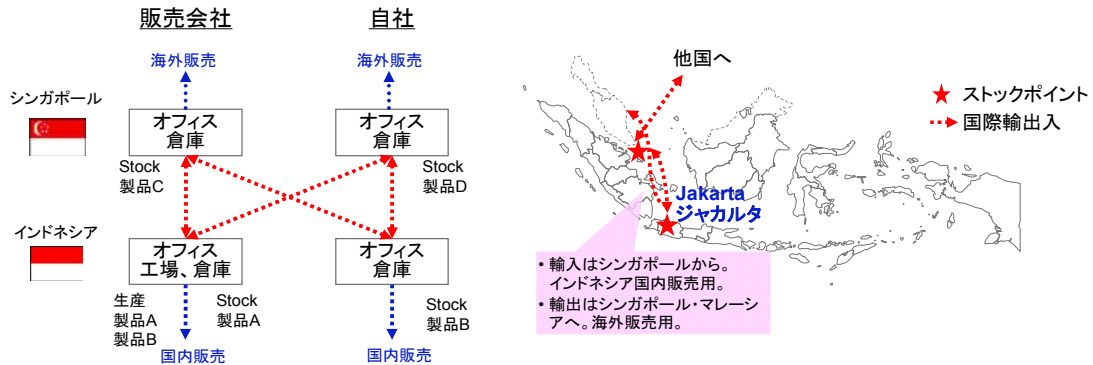 販売会社
自社
海外販売
海外販売
シンガポール
オフィス
倉庫
オフィス
倉庫
Stock
製品C
Stock
製品D
インドネシア
オフィス
工場、倉庫
オフィス
倉庫
生産
製品A
製品B
Stock
製品A
Stock
製品B
国内販売
国内販売
他国へ
ストックポイント
国際輸出入
Jakarta
ジャカルタ
• 輸入はシンガポールから。
インドネシア国内販売用。
• 輸出はシンガポール・マレーシ
アへ。海外販売用。